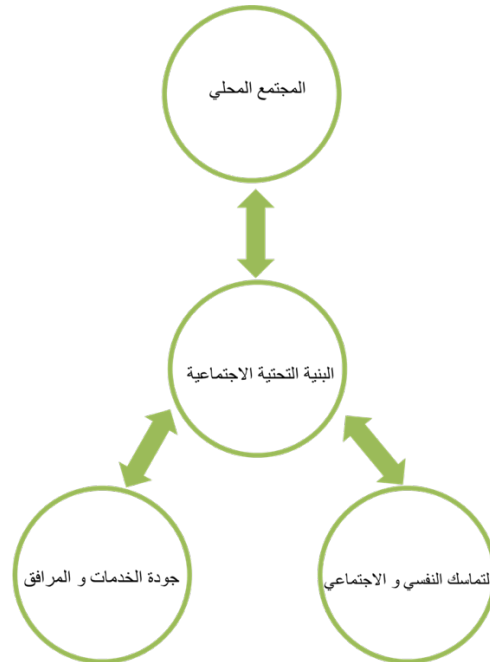 المجتمع المحلي
البنية التحتية الاجتماعية
جودة الخدمات و المرافق
لتماسك النفسي و الاجتماعي